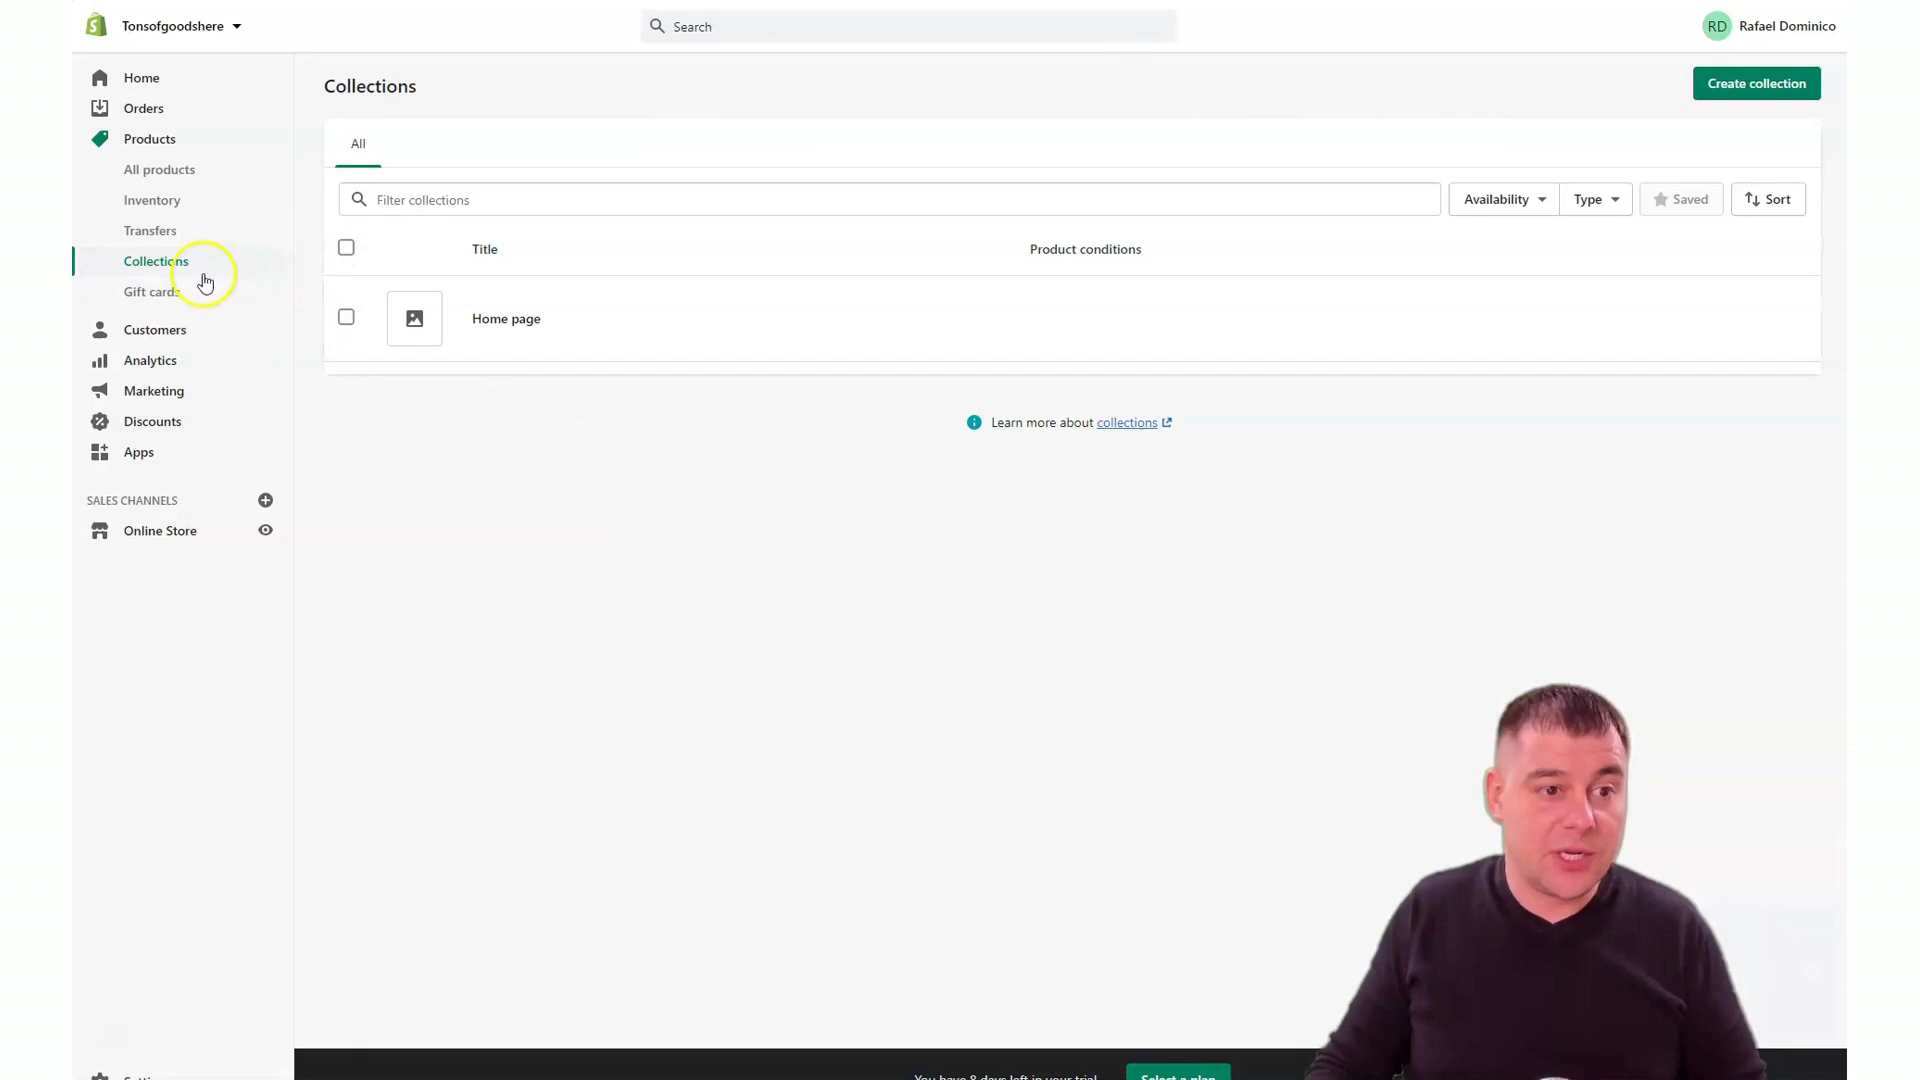 Tonsofgoodshere
Search
RD Rafael Dominico
Home
Orders
Products
All products
Inventory
Transfers
Collections
Gift cards
Customers
Analytics
Marketing
Discounts
Apps
SALES CHANNELS
Online Store
Collections
Create collection
All
Filter collections
Availability
Type
Saved
Sort
Title Product conditions
Home page
Learn more about collections
You have 8 days left in your trial
Select a plan